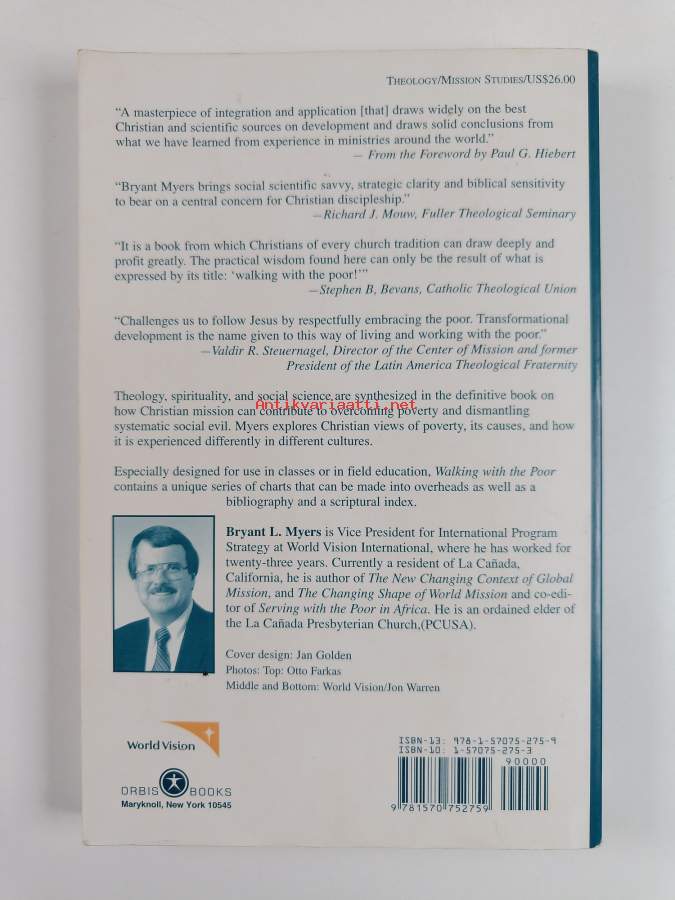 THEOLOGY/MISSION STUDIES/US$26.00
“A masterpiece of integration and application [that] draws widely on the best
Christian and scientific sources on development and draws solid conclusions from
what we have learned from experience in ministries around the world.”
— From the Foreword by Paul G. Hiebert
“Bryant Myers brings social scientific savvy, strategic clarity and biblical sensitivity
to bear on a central concern for Christian discipleship.”
—Richard J. Mouw, Fuller Theological Seminary
“It is a book from which Christians of every church tradition can draw deeply and
profit greatly. The practical wisdom found here can only be the result of what is
expressed by its title: ‘walking with the poor!’”
—Stephen B, Bevans, Catholic Theological Union
“Challenges us to follow Jesus by respectfully embracing the poor. Transformational
development is the name given to this way of living and working with the poor.”
—Valdir R. Steuernagel, Director of the Center of Mission and former
President of the Latin America Theological Fraternity
Theology, spirituality, and social science are synthesized in the definitive book on
Antikvariaatti.net
how Christian mission can contribute to overcoming poverty and dismantling
systematic social evil. Myers explores Christian views of poverty, its causes, and how
it is experienced differently in different cultures.
Especially designed for use in classes or in field education, Walking with the Poor
contains a unique series of charts that can be made into overheads as well as a
bibliography and a scriptural index.
Bryant L. Myers is Vice President for International Program
Strategy at World Vision International, where he has worked for
twenty-three years. Currently a resident of La Cañada,
California, he is author of The New Changing Context of Global
Mission, and The Changing Shape of World Mission and co-edi-
tor of Serving with the Poor in Africa. He is an ordained elder of
the La Cañada Presbyterian Church,(PCUSA).
Cover design: Jan Golden
Photos: Top: Otto Farkas
Middle and Bottom: World Vision/Jon Warren
World Vision
ORBIS BOOKS
Maryknoll, New York 10545
ISBN-13: 978-1-57075-275-9
ISBN-10: 1-57075-275-3
90000
9 781570 752759